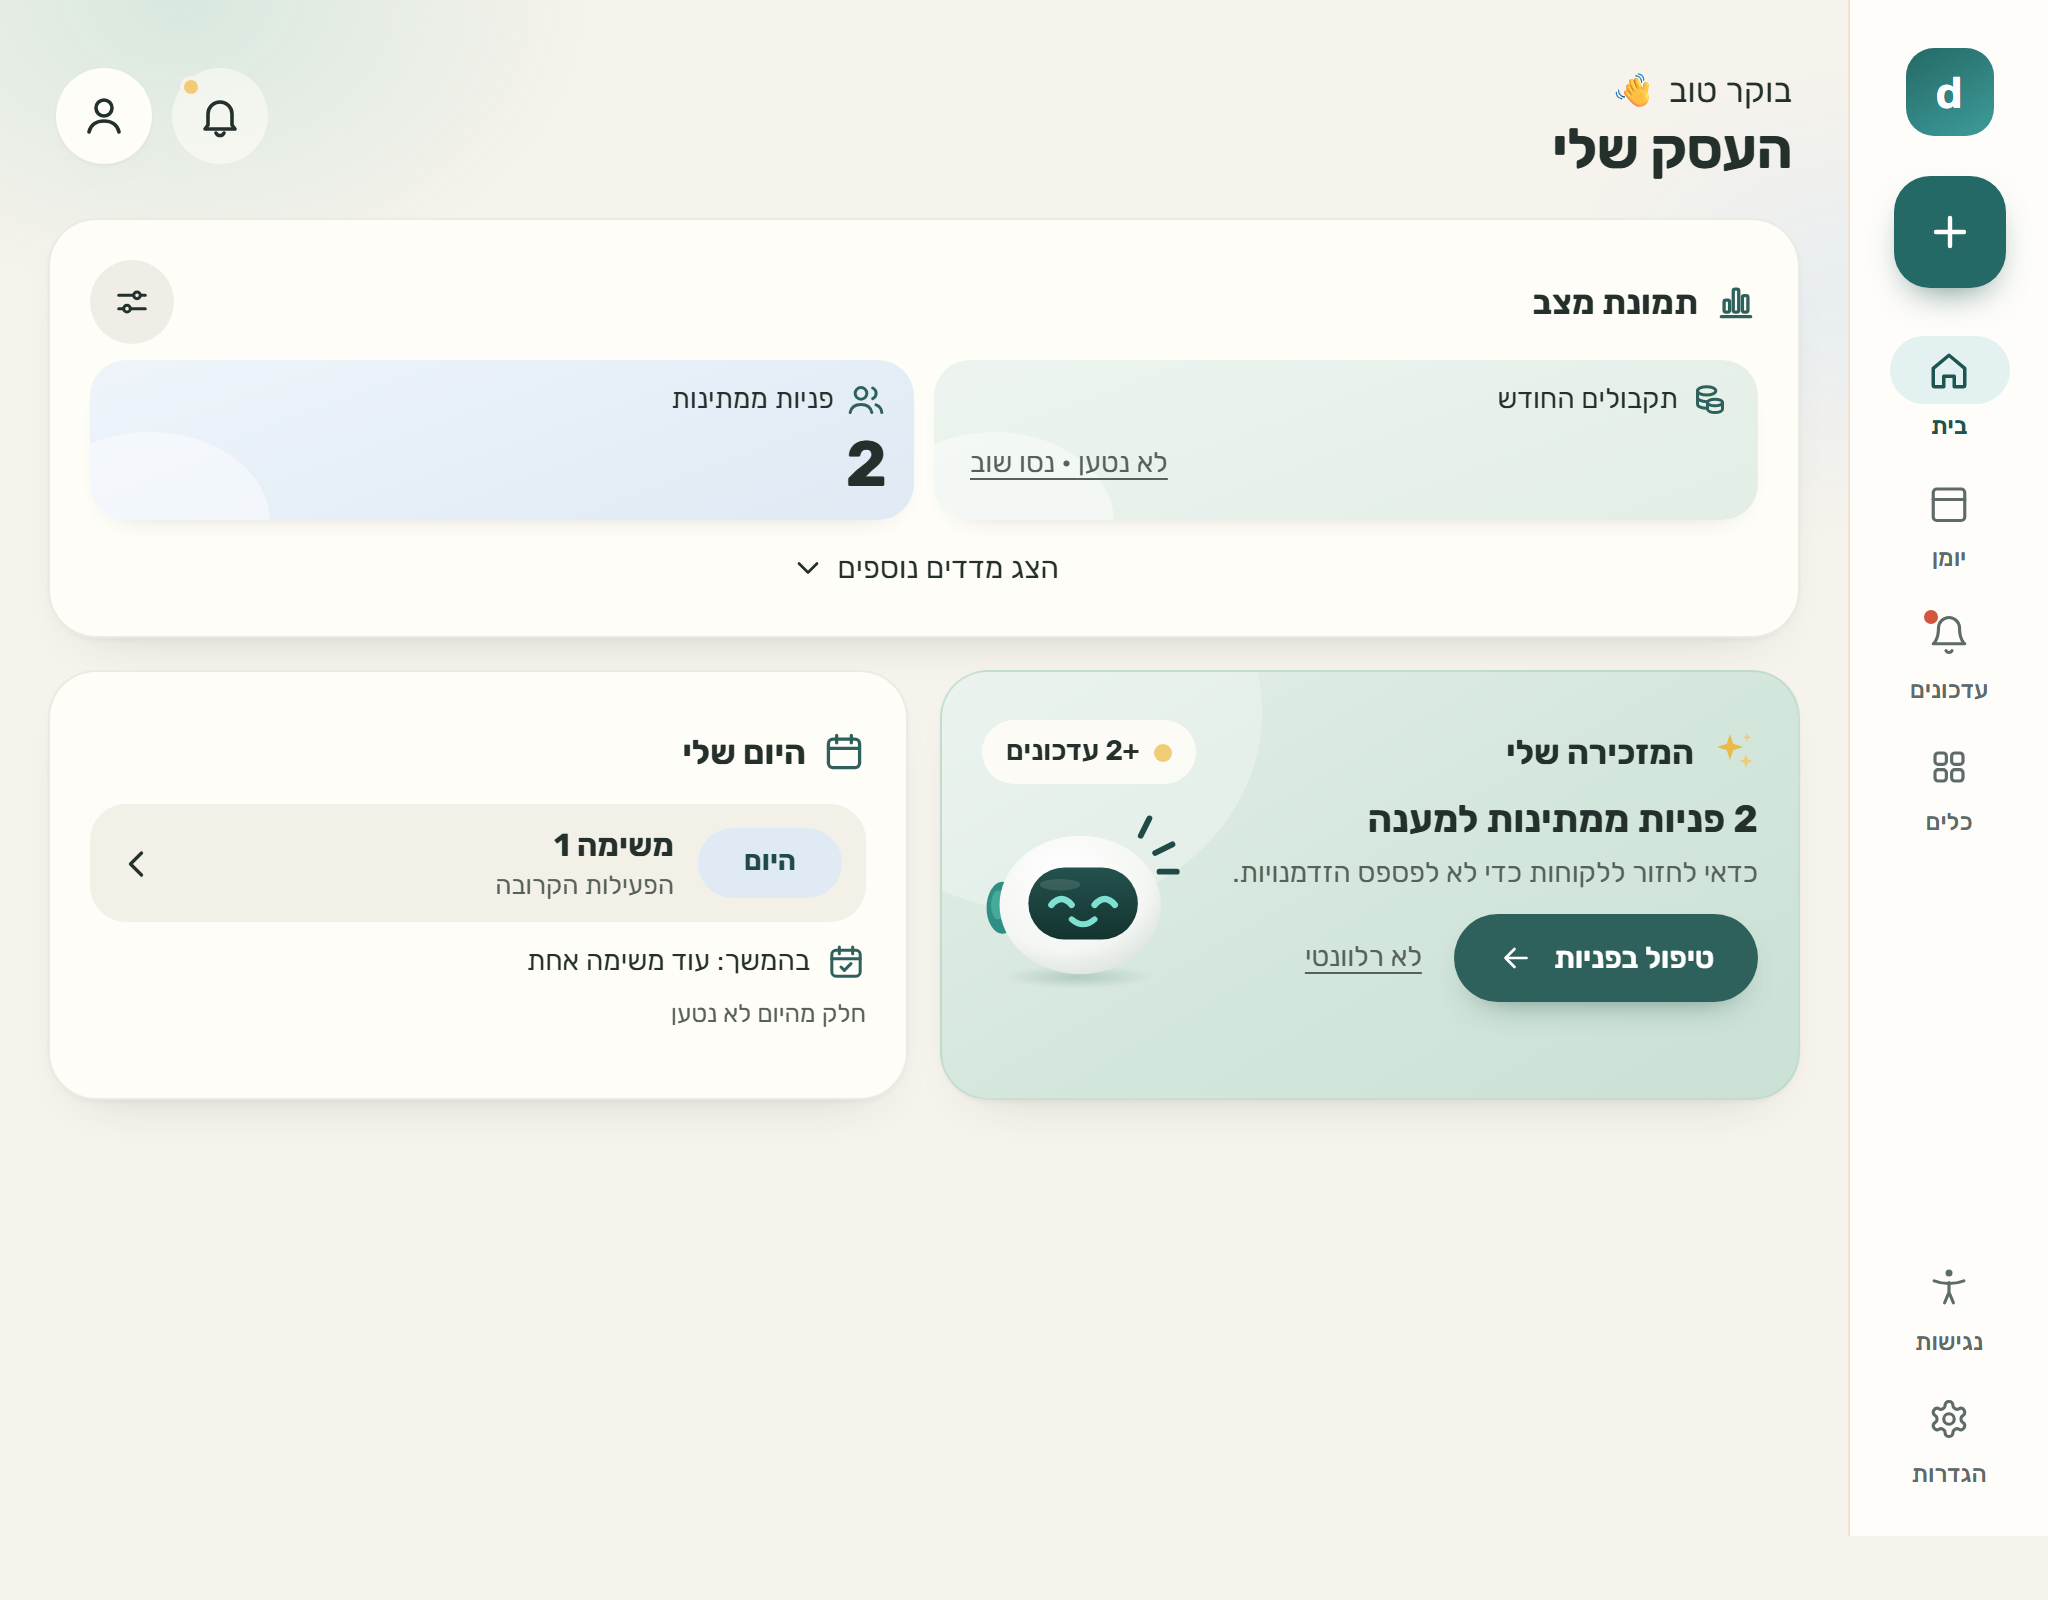 d
בית
יומן
עדכונים
כלים
נגישות
הגדרות
בוקר טוב 👋
העסק שלי
תמונת מצב
תקבולים החודש
לא נטען • נסו שוב
פניות ממתינות
2
הצג מדדים נוספים
המזכירה שלי
+2 עדכונים
2 פניות ממתינות למענה
כדאי לחזור ללקוחות כדי לא לפספס הזדמנויות.
טיפול בפניות
לא רלוונטי
היום שלי
היום
משימה 1
הפעילות הקרובה
בהמשך: עוד משימה אחת
חלק מהיום לא נטען